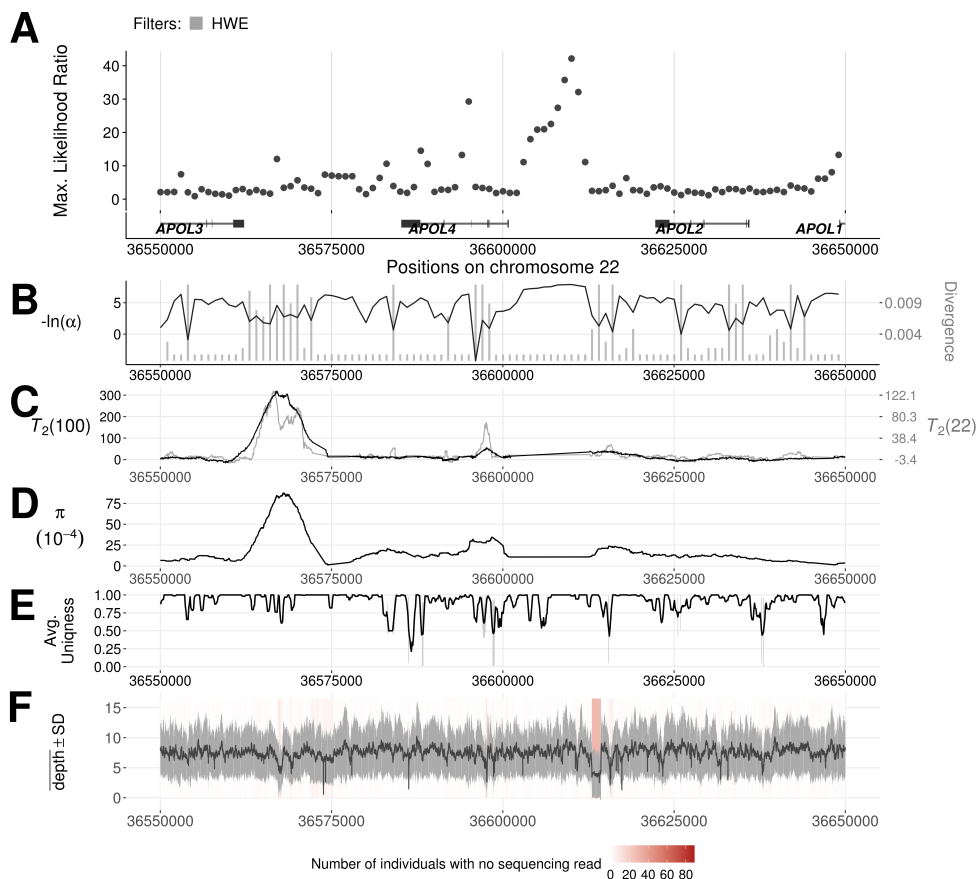 A
Filters: HWE
Max. Likelihood Ratio
40
30
20
10
0
APOL3 APOL4 APOL2 APOL1
36550000 36575000 36600000 36625000 36650000
Positions on chromosome 22
B
-ln(α)
5
0
0.009
0.004
Divergence
36550000 36575000 36600000 36625000 36650000
C
T2(100)
300
200
100
0
122.1
80.3
38.4
-3.4
T2(22)
36550000 36575000 36600000 36625000 36650000
D
π
(10⁻⁴)
75
50
25
0
36550000 36575000 36600000 36625000 36650000
E
Avg.
Uniqness
1.00
0.75
0.50
0.25
0.00
36550000 36575000 36600000 36625000 36650000
F
depth ± SD
15
10
5
0
36550000 36575000 36600000 36625000 36650000
Number of individuals with no sequencing read
0 20 40 60 80